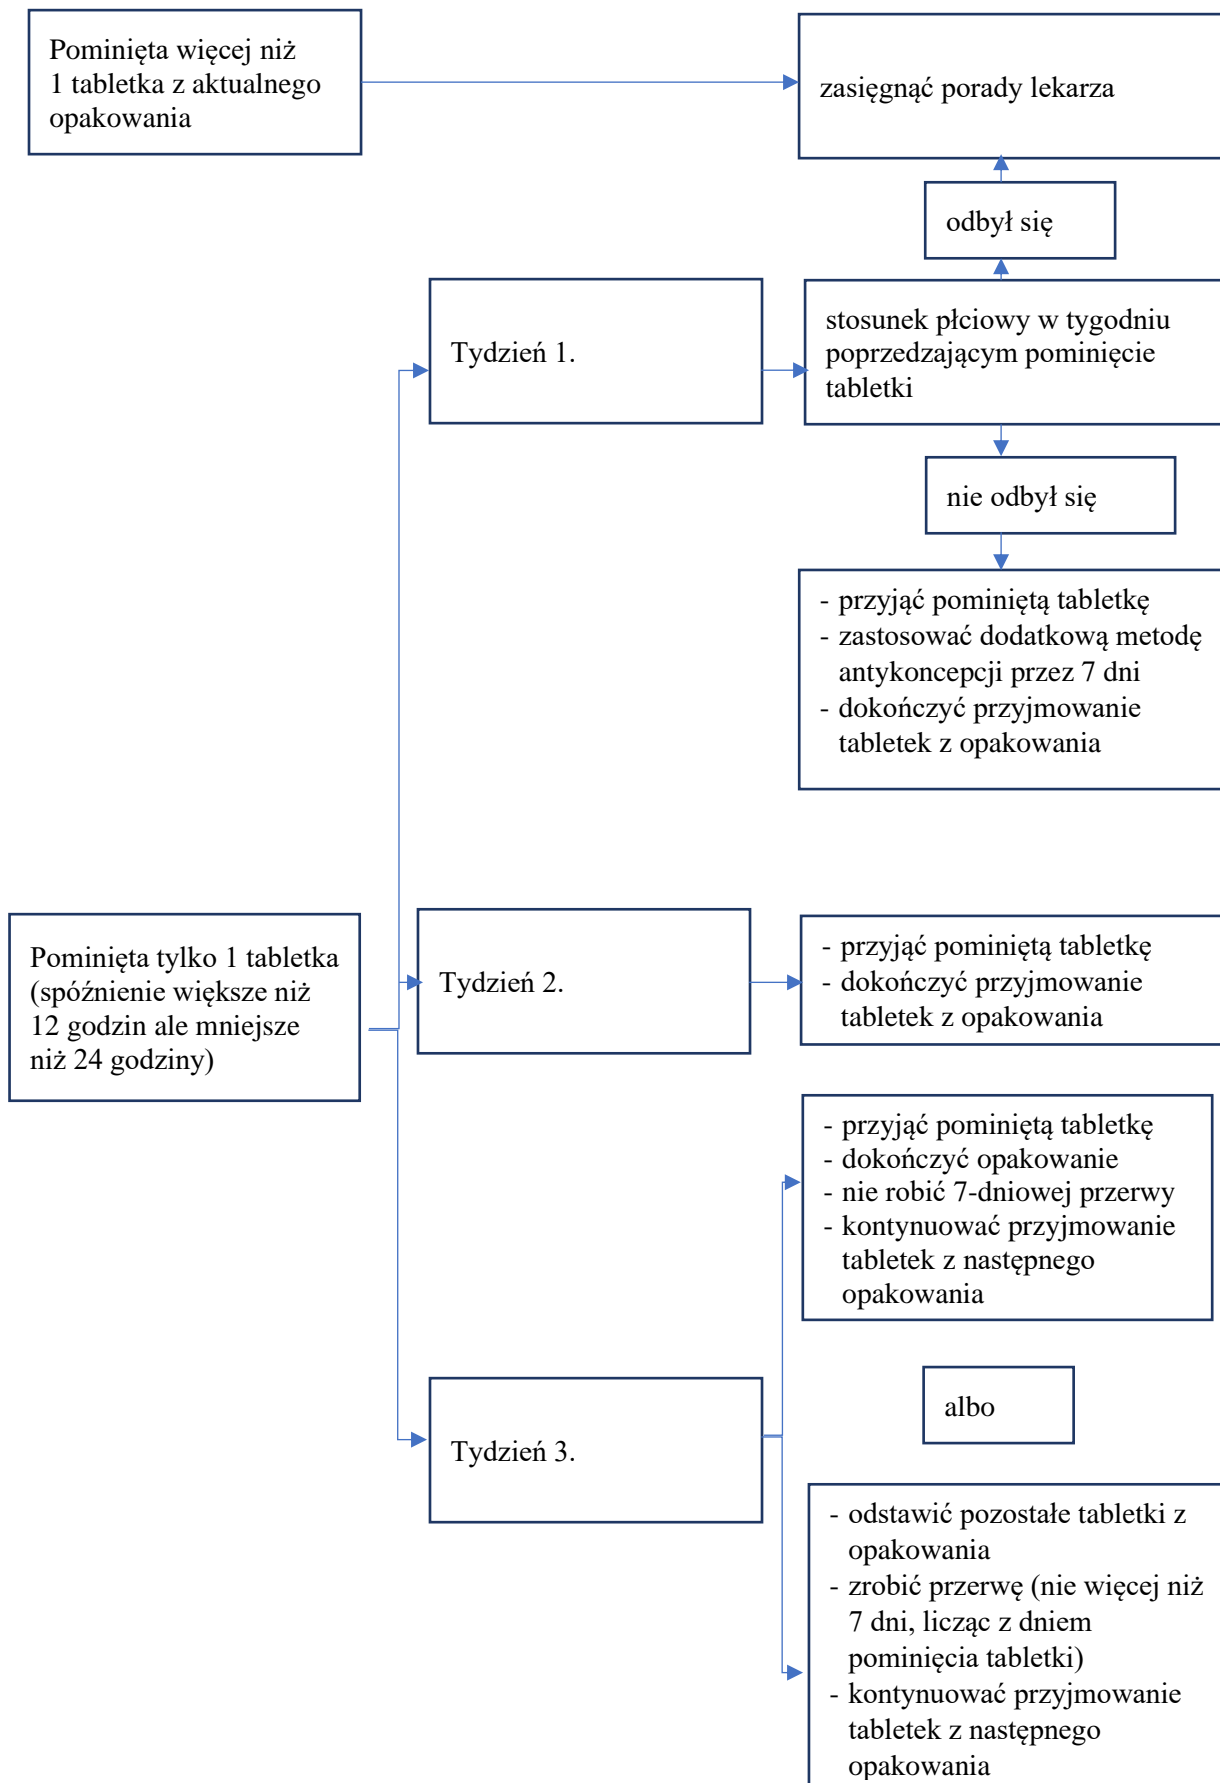 Pominięta więcej niż
1 tabletka z aktualnego
opakowania
zasięgnąć porady lekarza
odbył się
Tydzień 1.
stosunek płciowy w tygodniu
poprzedzającym pominięcie
tabletki
nie odbył się
- przyjąć pominiętą tabletkę
- zastosować dodatkową metodę
antykoncepcji przez 7 dni
- dokończyć przyjmowanie
tabletek z opakowania
Pominięta tylko 1 tabletka
(spóźnienie większe niż
12 godzin ale mniejsze
niż 24 godziny)
Tydzień 2.
- przyjąć pominiętą tabletkę
- dokończyć przyjmowanie
tabletek z opakowania
- przyjąć pominiętą tabletkę
- dokończyć opakowanie
- nie robić 7-dniowej przerwy
- kontynuować przyjmowanie
tabletek z następnego
opakowania
albo
Tydzień 3.
- odstawić pozostałe tabletki z
opakowania
- zrobić przerwę (nie więcej niż
7 dni, licząc z dniem
pominięcia tabletki)
- kontynuować przyjmowanie
tabletek z następnego
opakowania